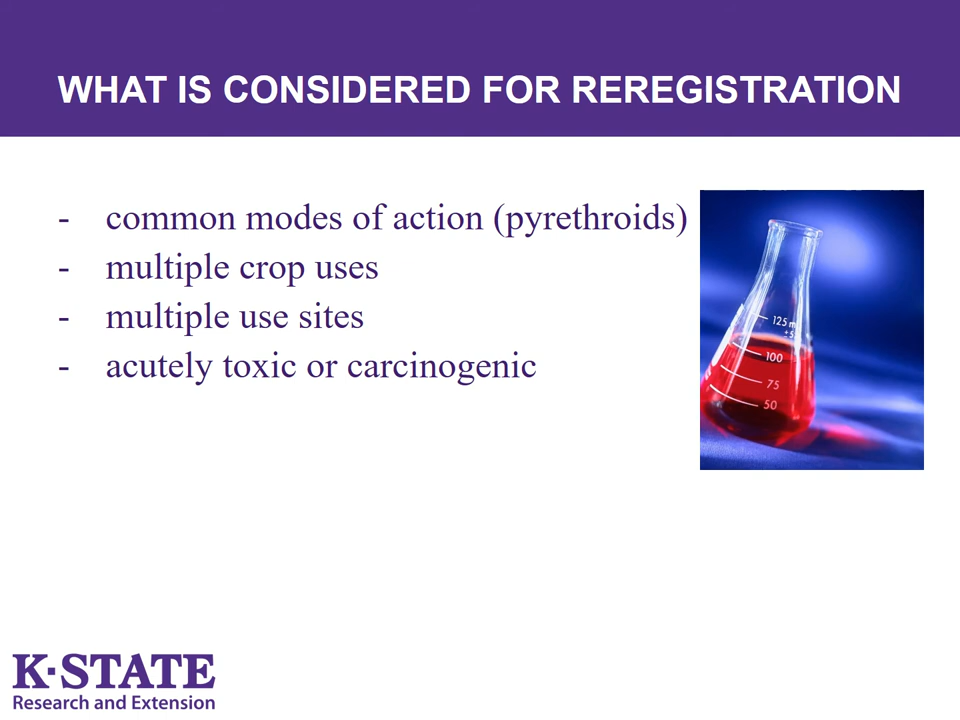 WHAT IS CONSIDERED FOR REREGISTRATION
- common modes of action (pyrethroids)
- multiple crop uses
- multiple use sites
- acutely toxic or carcinogenic
125 m
±5
100
75
50
K·STATE
Research and Extension